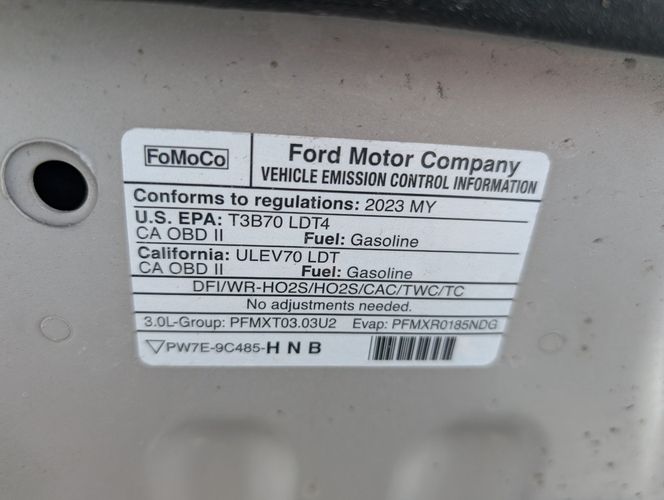 FoMoCo
Ford Motor Company
VEHICLE EMISSION CONTROL INFORMATION
Conforms to regulations: 2023 MY
U.S. EPA: T3B70 LDT4
CA OBD II Fuel: Gasoline
California: ULEV70 LDT
CA OBD II Fuel: Gasoline
DFI/WR-HO2S/HO2S/CAC/TWC/TC
No adjustments needed.
3.0L-Group: PFMXT03.03U2 Evap: PFMXR0185NDG
PW7E-9C485-H N B